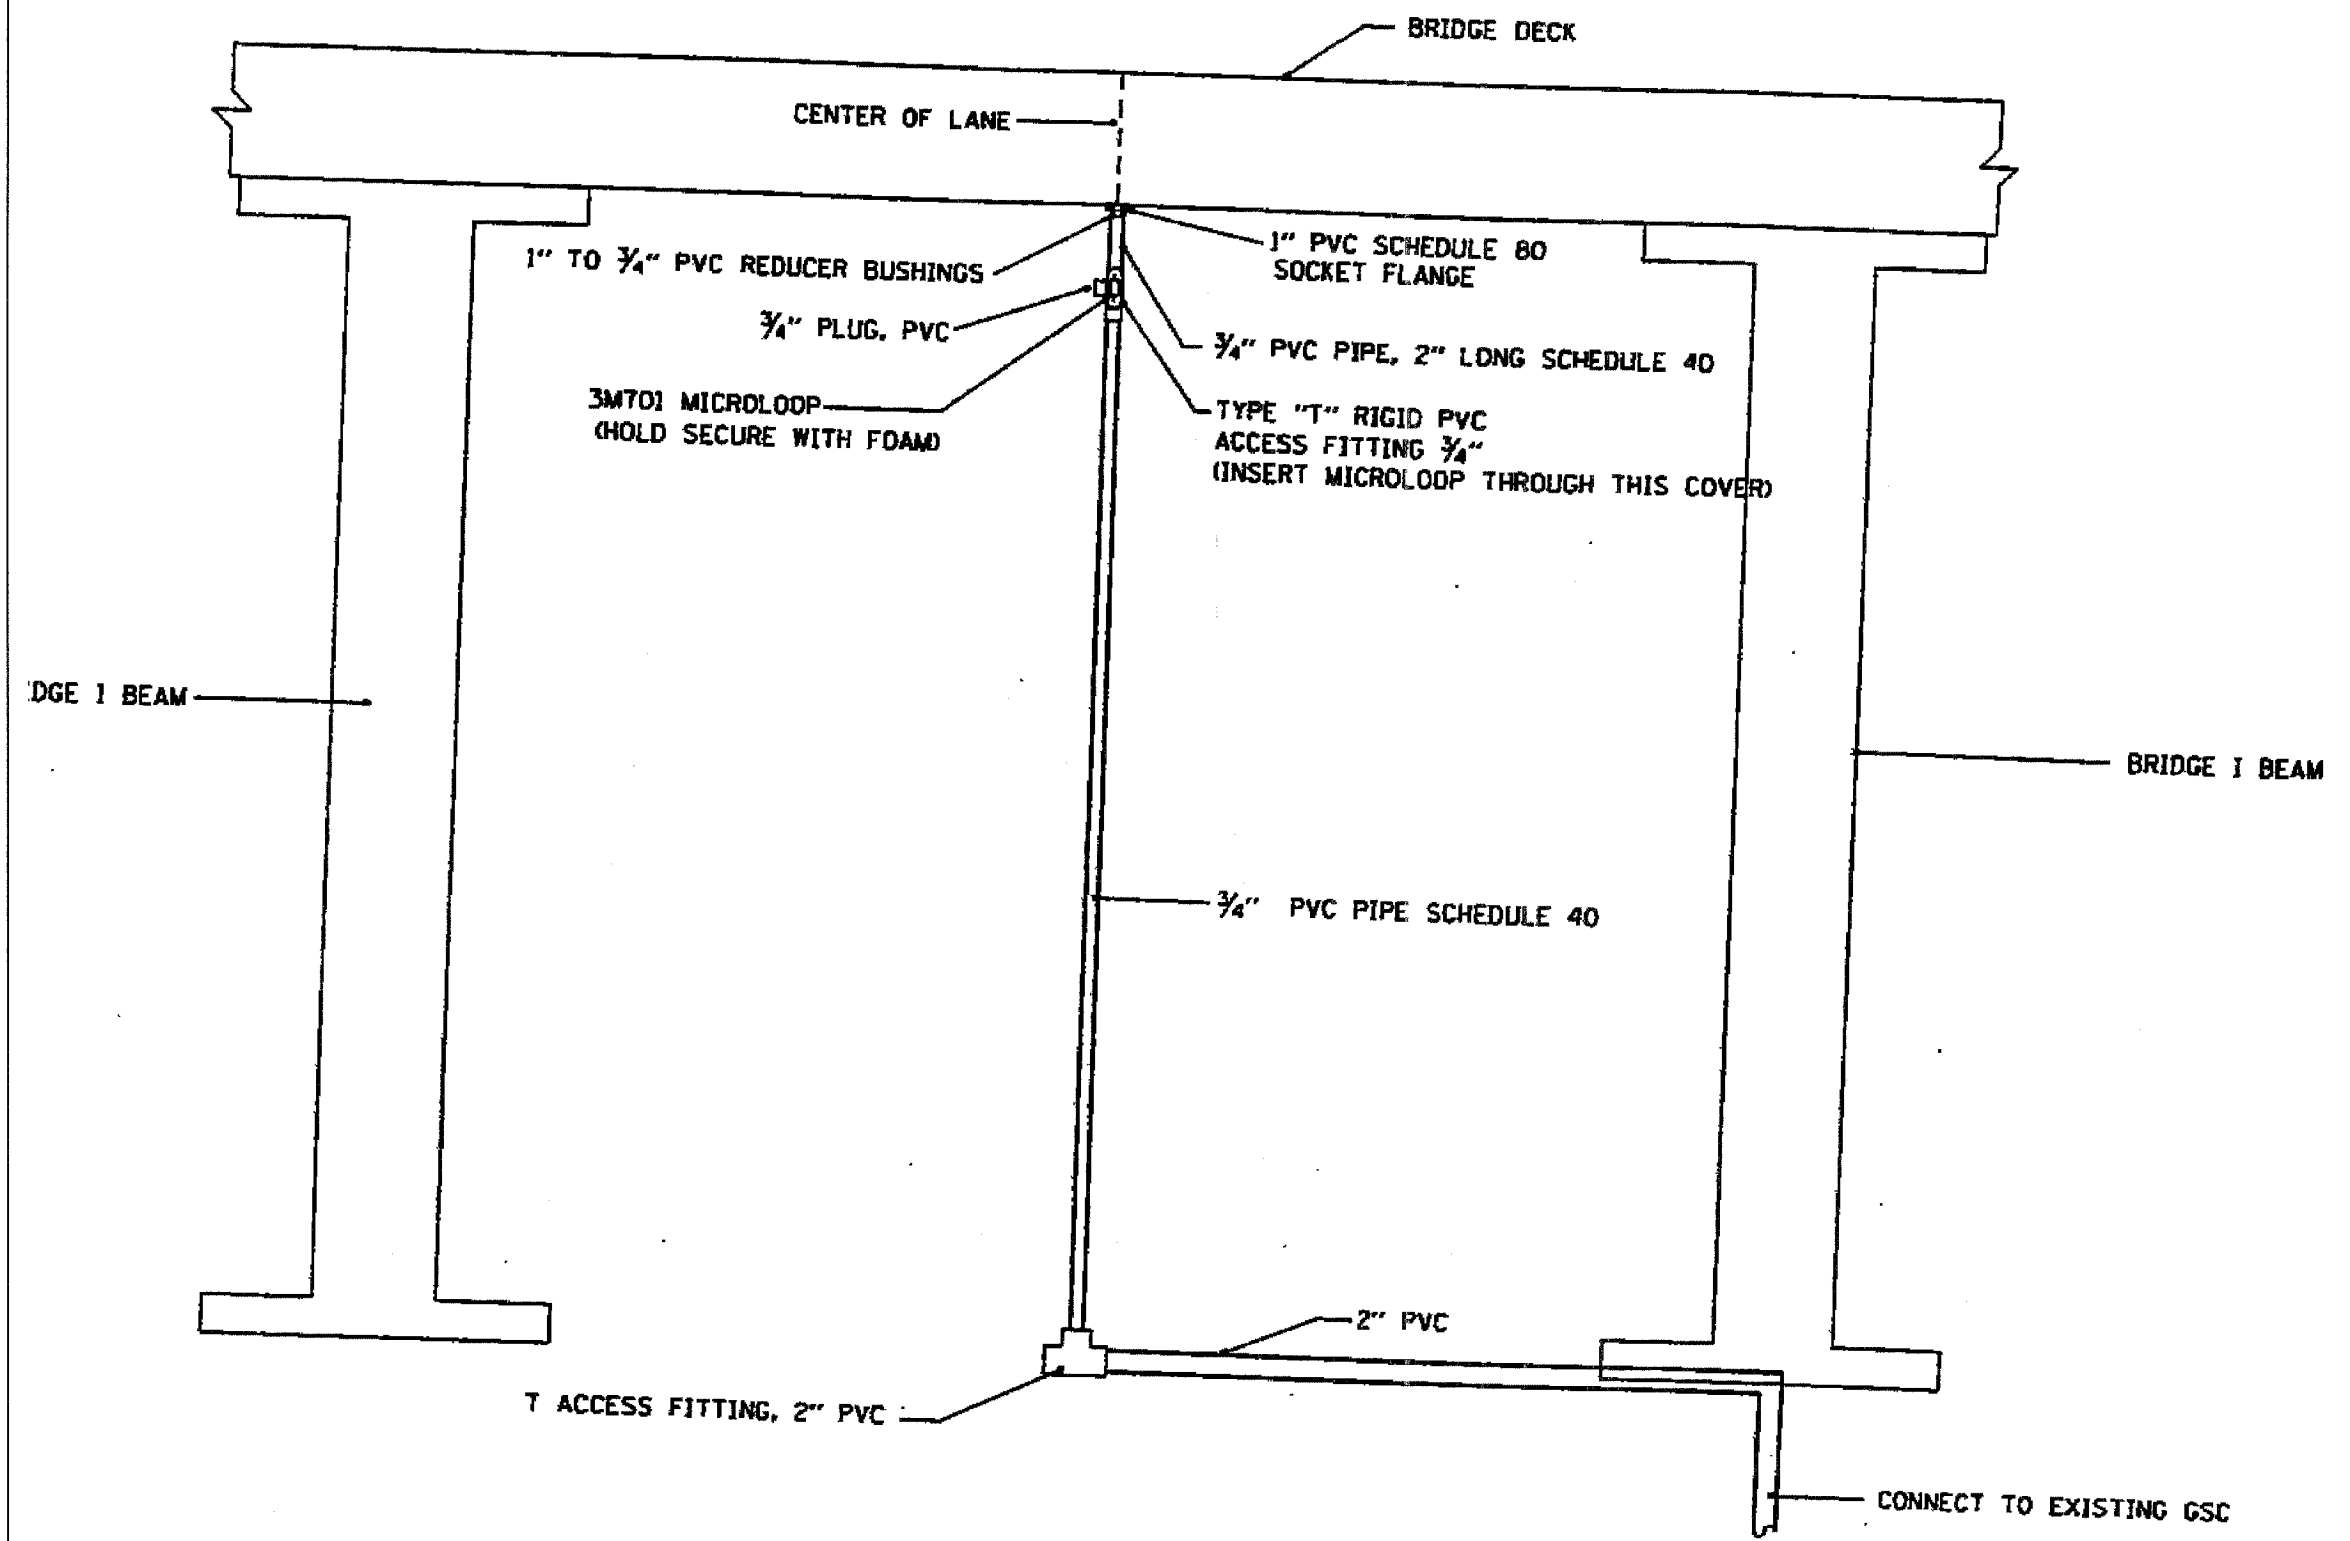 BRIDGE DECK
CENTER OF LANE
1" TO 3/4" PVC REDUCER BUSHINGS
1" PVC SCHEDULE 80
SOCKET FLANGE
3/4" PLUG, PVC
3/4" PVC PIPE, 2" LONG SCHEDULE 40
3M701 MICROLOOP
(HOLD SECURE WITH FOAM)
TYPE "T" RIGID PVC
ACCESS FITTING 3/4"
(INSERT MICROLOOP THROUGH THIS COVER)
DGE I BEAM
BRIDGE I BEAM
3/4" PVC PIPE SCHEDULE 40
2" PVC
T ACCESS FITTING, 2" PVC
CONNECT TO EXISTING GSC